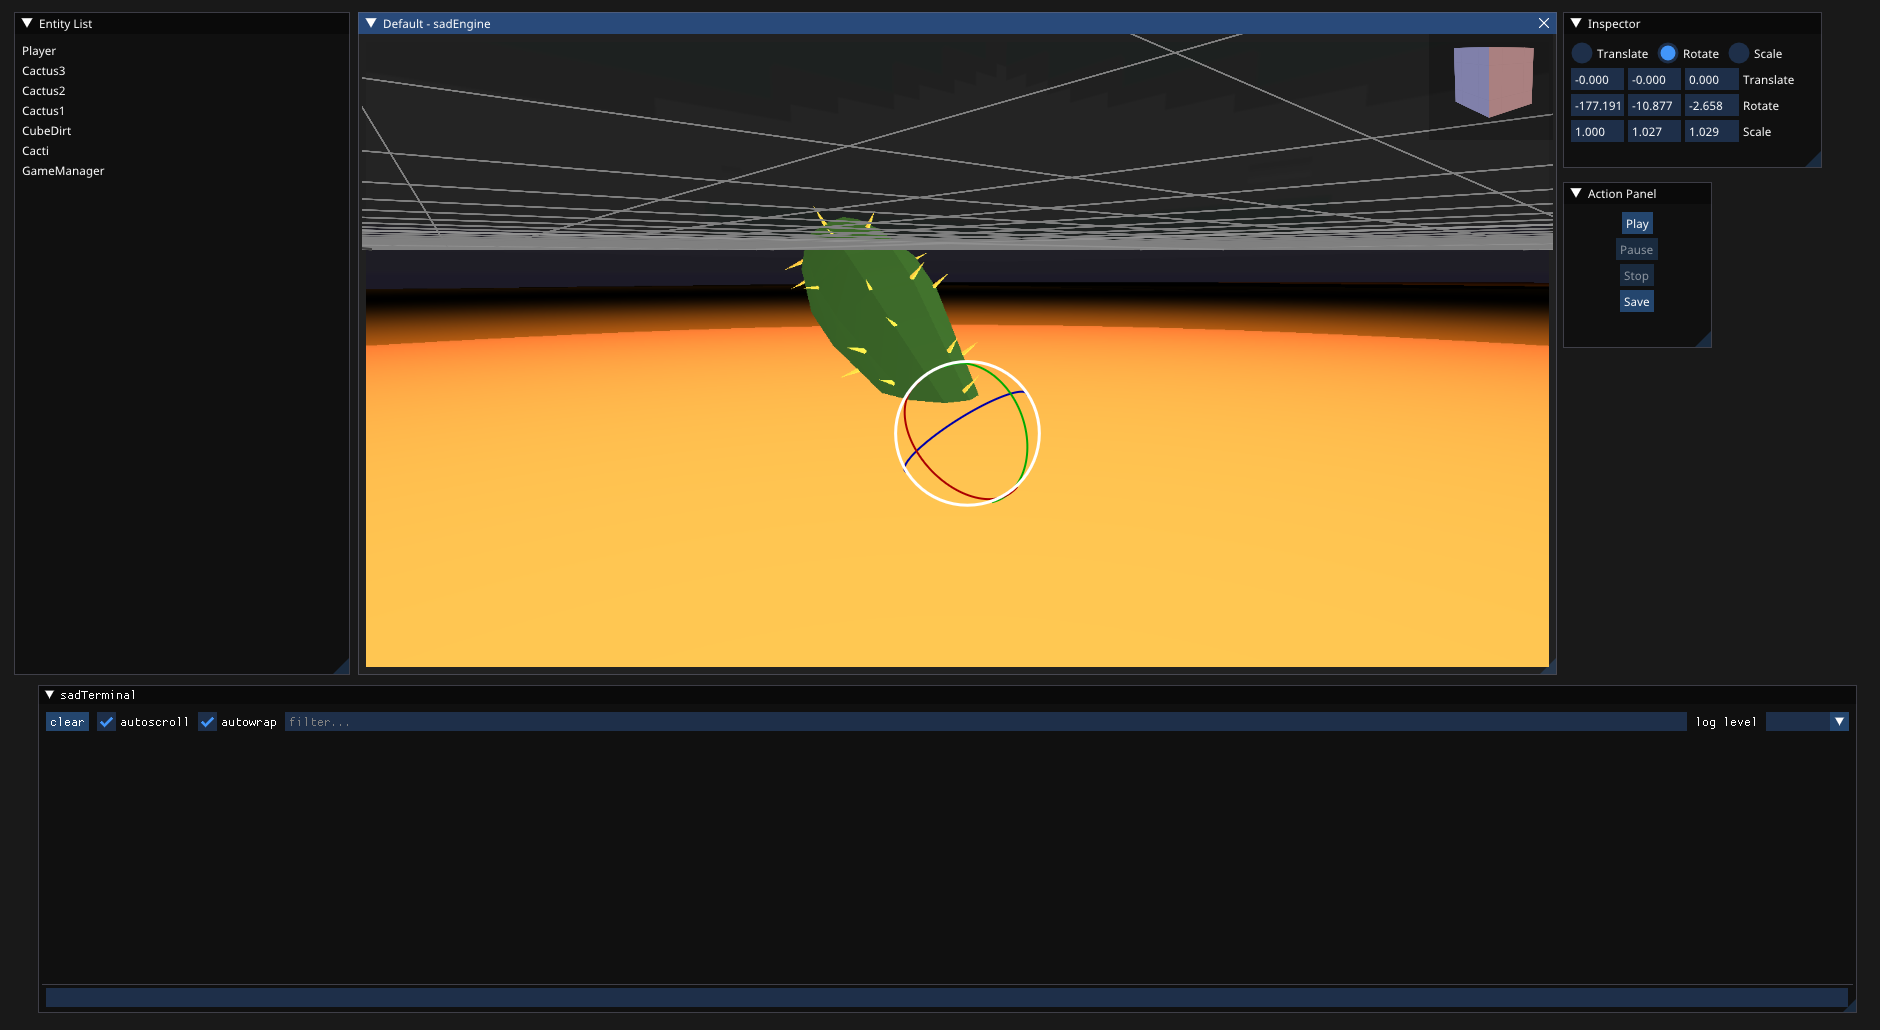 Entity List
Player
Cactus3
Cactus2
Cactus1
CubeDirt
Cacti
GameManager
Default - sadEngine
Inspector
Translate Rotate Scale
-0.000 -0.000 0.000 Translate
-177.191 -10.877 -2.658 Rotate
1.000 1.027 1.029 Scale
Action Panel
Play
Pause
Stop
Save
sadTerminal
clear autoscroll autowrap filter... log level